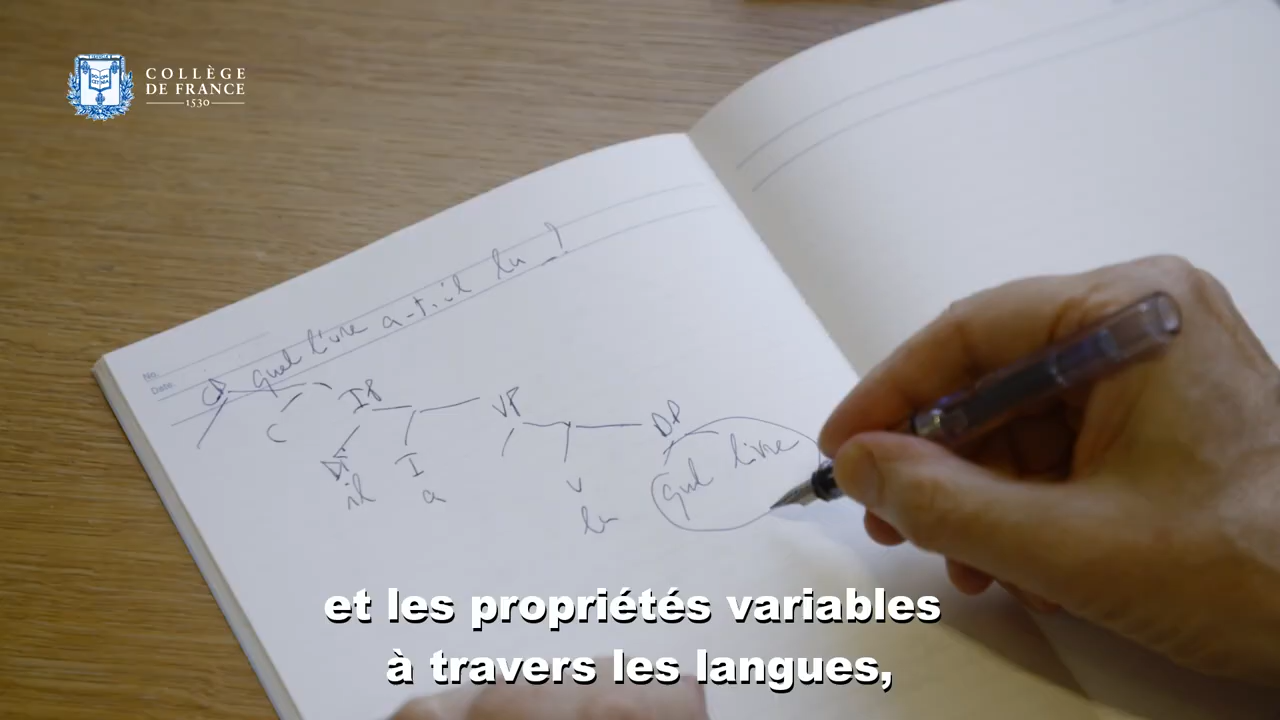 COLLÈGE
DE FRANCE
1530
No.
Date
quel livre a-t-il lu ?
CP
IP
VP
DP
C
quel livre
D
I
v
il
a
lu
et les propriétés variables
à travers les langues,